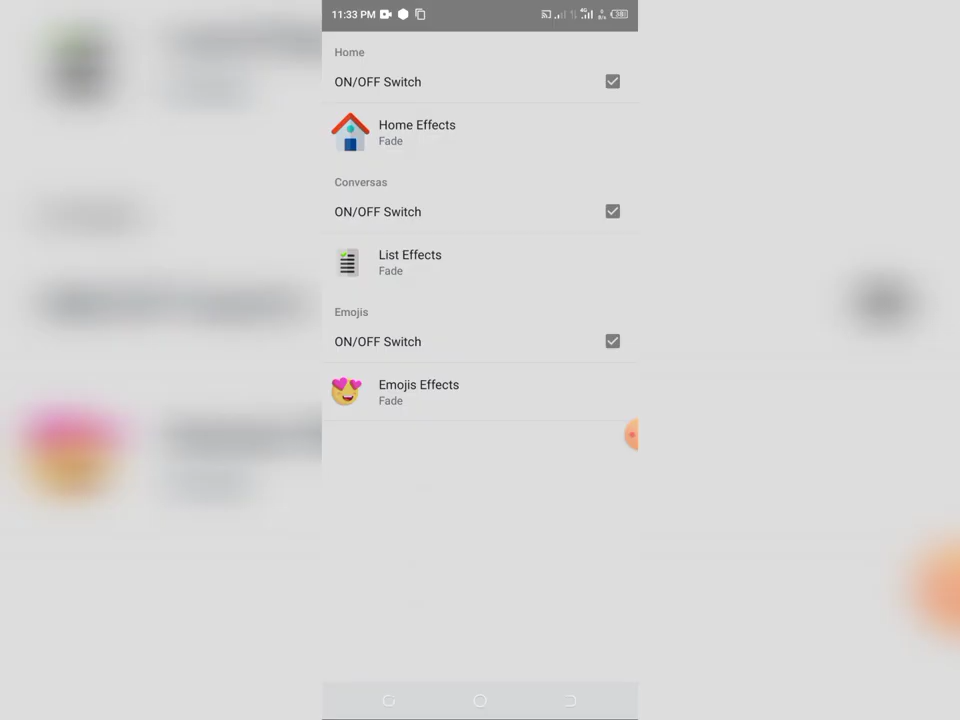 11:33 PM
Home
ON/OFF Switch
Home Effects
Fade
Conversas
ON/OFF Switch
List Effects
Fade
Emojis
ON/OFF Switch
Emojis Effects
Fade